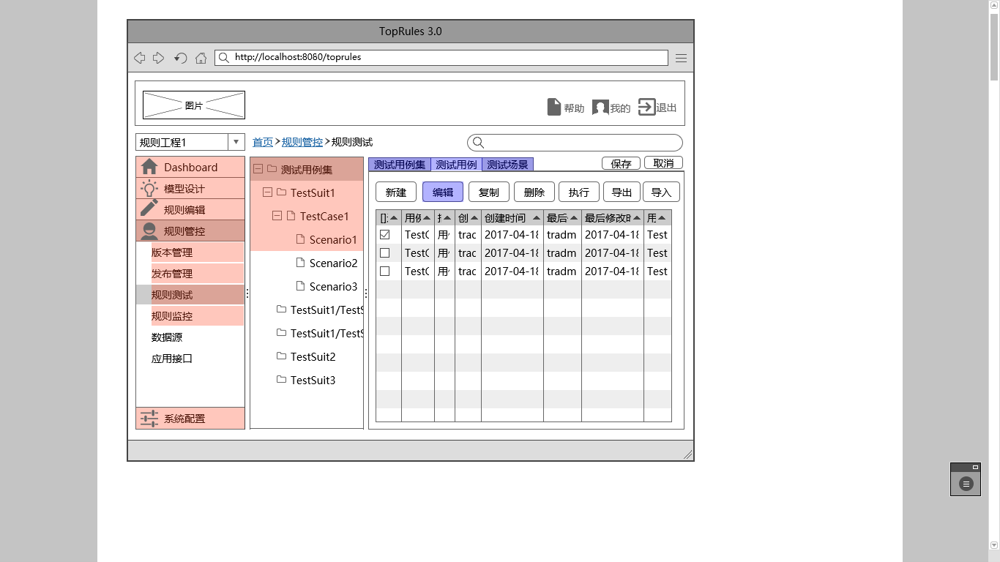 TopRules 3.0
http://localhost:8080/toprules
图片
帮助 我的 退出
规则工程1
首页>规则管控>规则测试
Dashboard
模型设计
规则编辑
规则管控
版本管理
发布管理
规则测试
规则监控
数据源
应用接口
系统配置
测试用例集
TestSuit1
TestCase1
Scenario1
Scenario2
Scenario3
TestSuit1/TestS
TestSuit1/TestS
TestSuit2
TestSuit3
测试用例集 测试用例 测试场景 保存 取消
新建 编辑 复制 删除 执行 导出 导入
用例 创 创建时间 最后 最后修改时 用
TestC 用 trac 2017-04-18 tradm 2017-04-18 Test
TestC 用 trac 2017-04-18 tradm 2017-04-18 Test
TestC 用 trac 2017-04-18 tradm 2017-04-18 Test